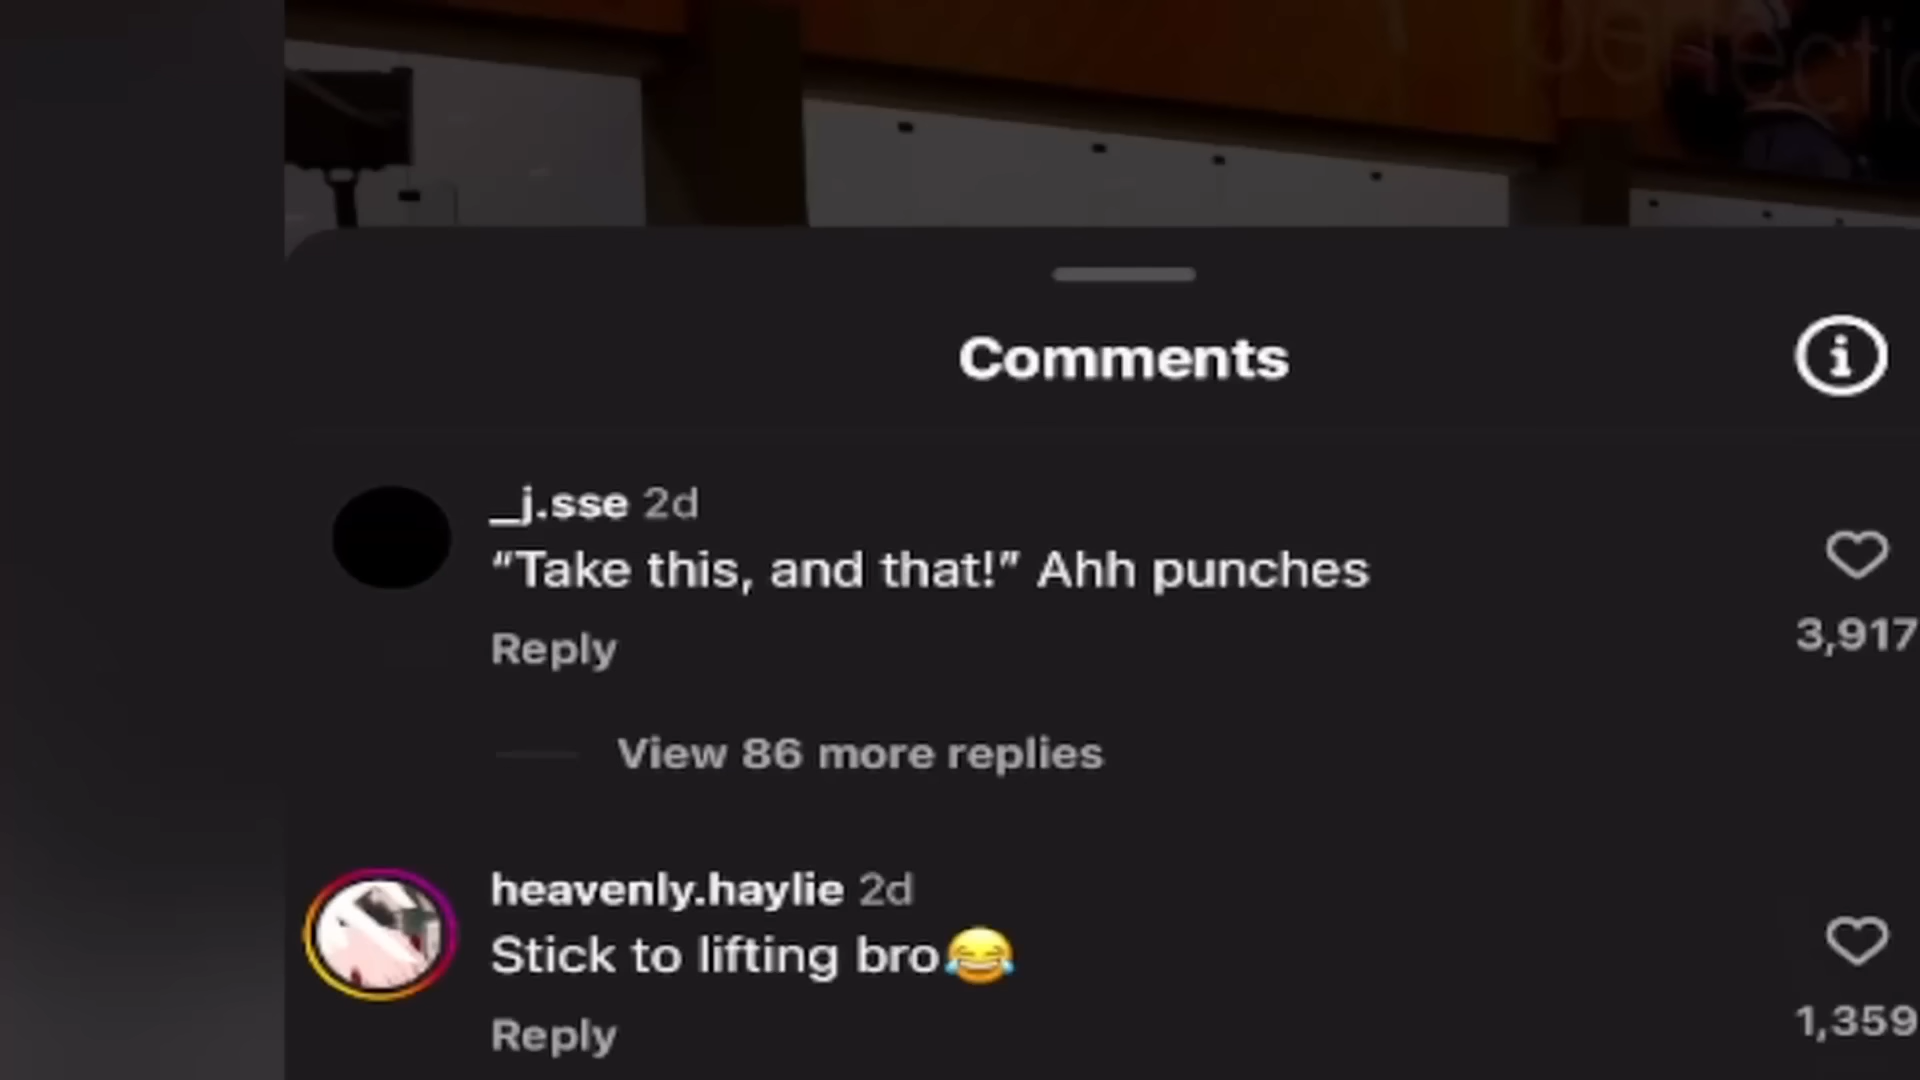 Comments
_j.sse 2d
“Take this, and that!” Ahh punches
Reply
3,917
View 86 more replies
heavenly.haylie 2d
Stick to lifting bro😂
Reply
1,359